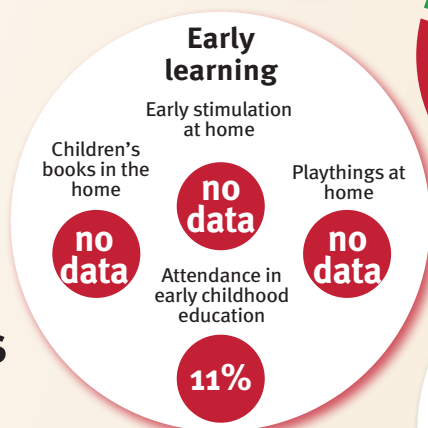 Early
learning
Early stimulation
at home
no
data
Children’s
books in the
home
no
data
Playthings at
home
no
data
Attendance in
early childhood
education
11%
s